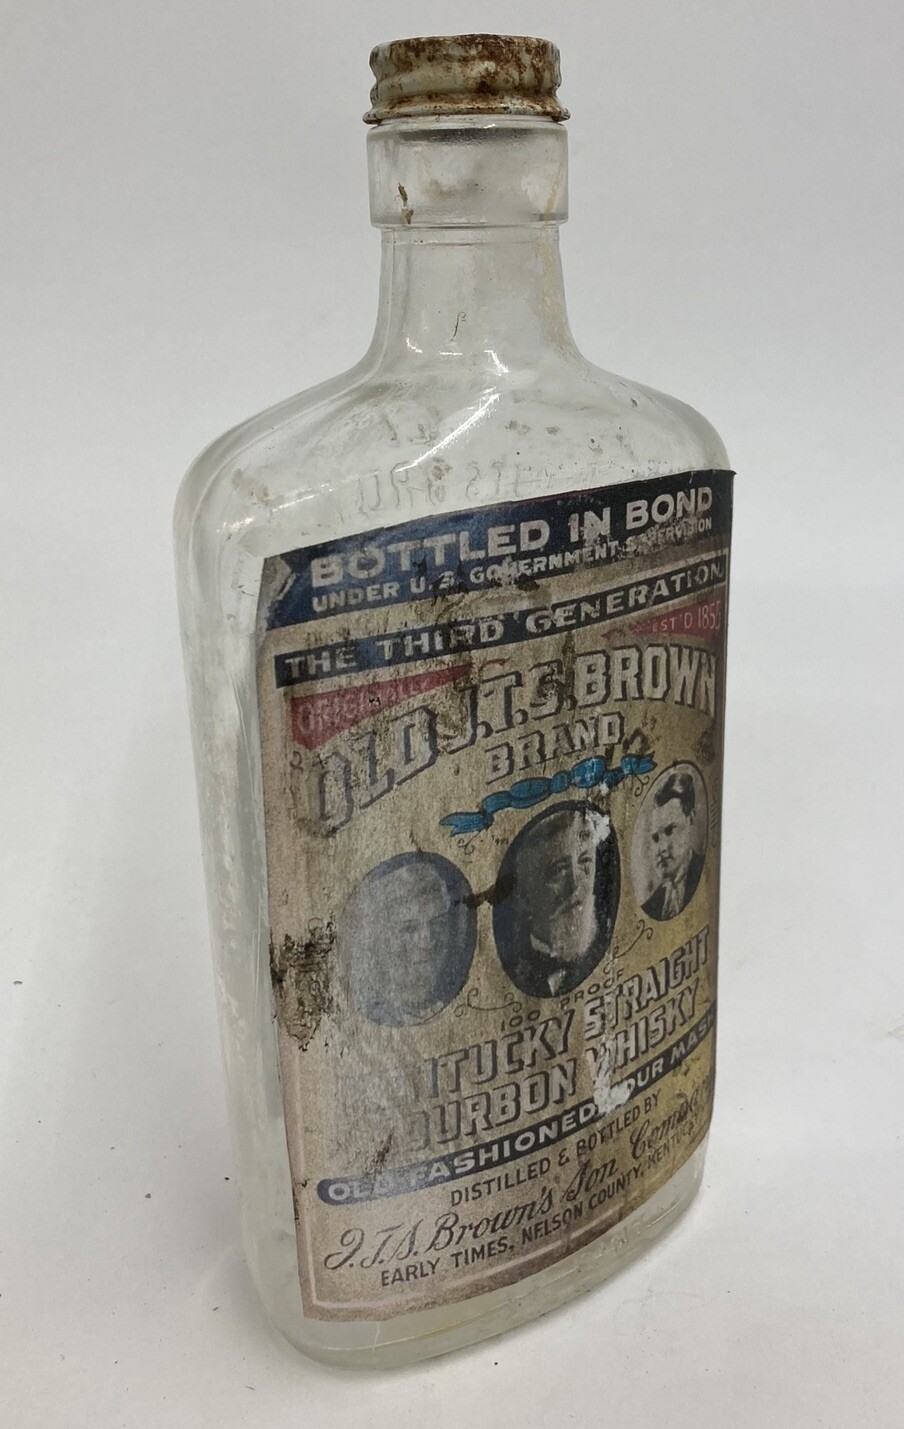 BOTTLED IN BOND
UNDER U.S. GOVERNMENT SUPERVISION
THE THIRD GENERATION
ORIGINALLY
EST'D 1855
OLD J.T.S. BROWN
BRAND
100 PROOF
KENTUCKY STRAIGHT
BOURBON WHISKY
OLD FASHIONED SOUR MASH
DISTILLED & BOTTLED BY
J.T.S. Brown's Son Company
EARLY TIMES, NELSON COUNTY, KENTUCKY